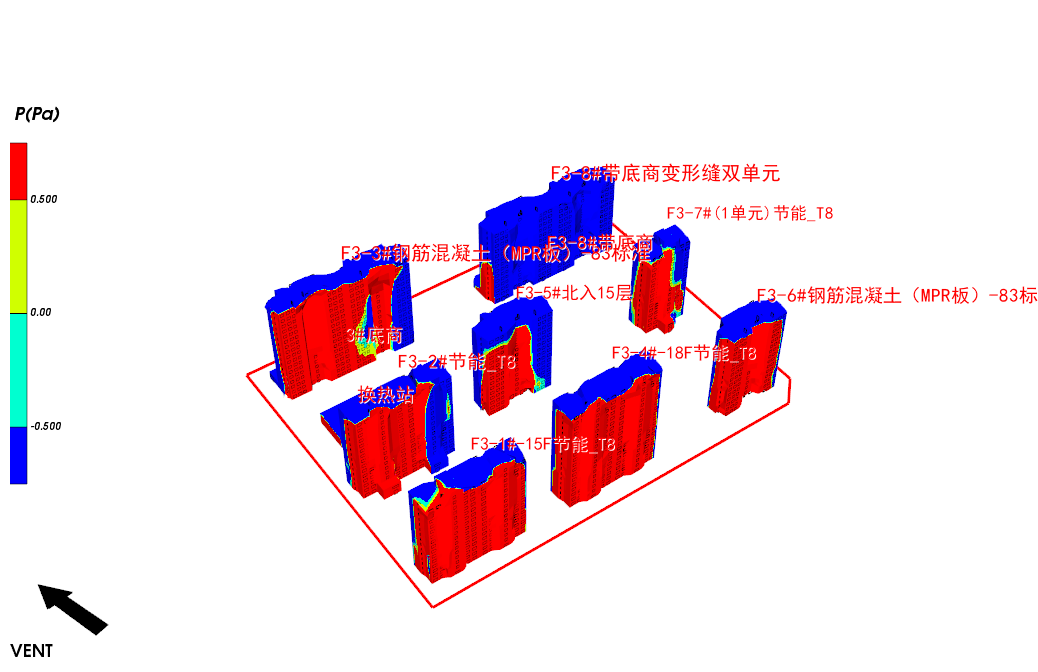 P(Pa)
0.500
0.00
-0.500
VENT
F3-8#带底商变形缝双单元
F3-7#(1单元)节能_T8
F3-8#带底商
F3-3#钢筋混凝土（MPR板）-83标准
F3-5#北入15层
F3-6#钢筋混凝土（MPR板）-83标
3#底商
F3-2#节能_T8
F3-4#-18F节能_T8
换热站
F3-1#-15F节能_T8